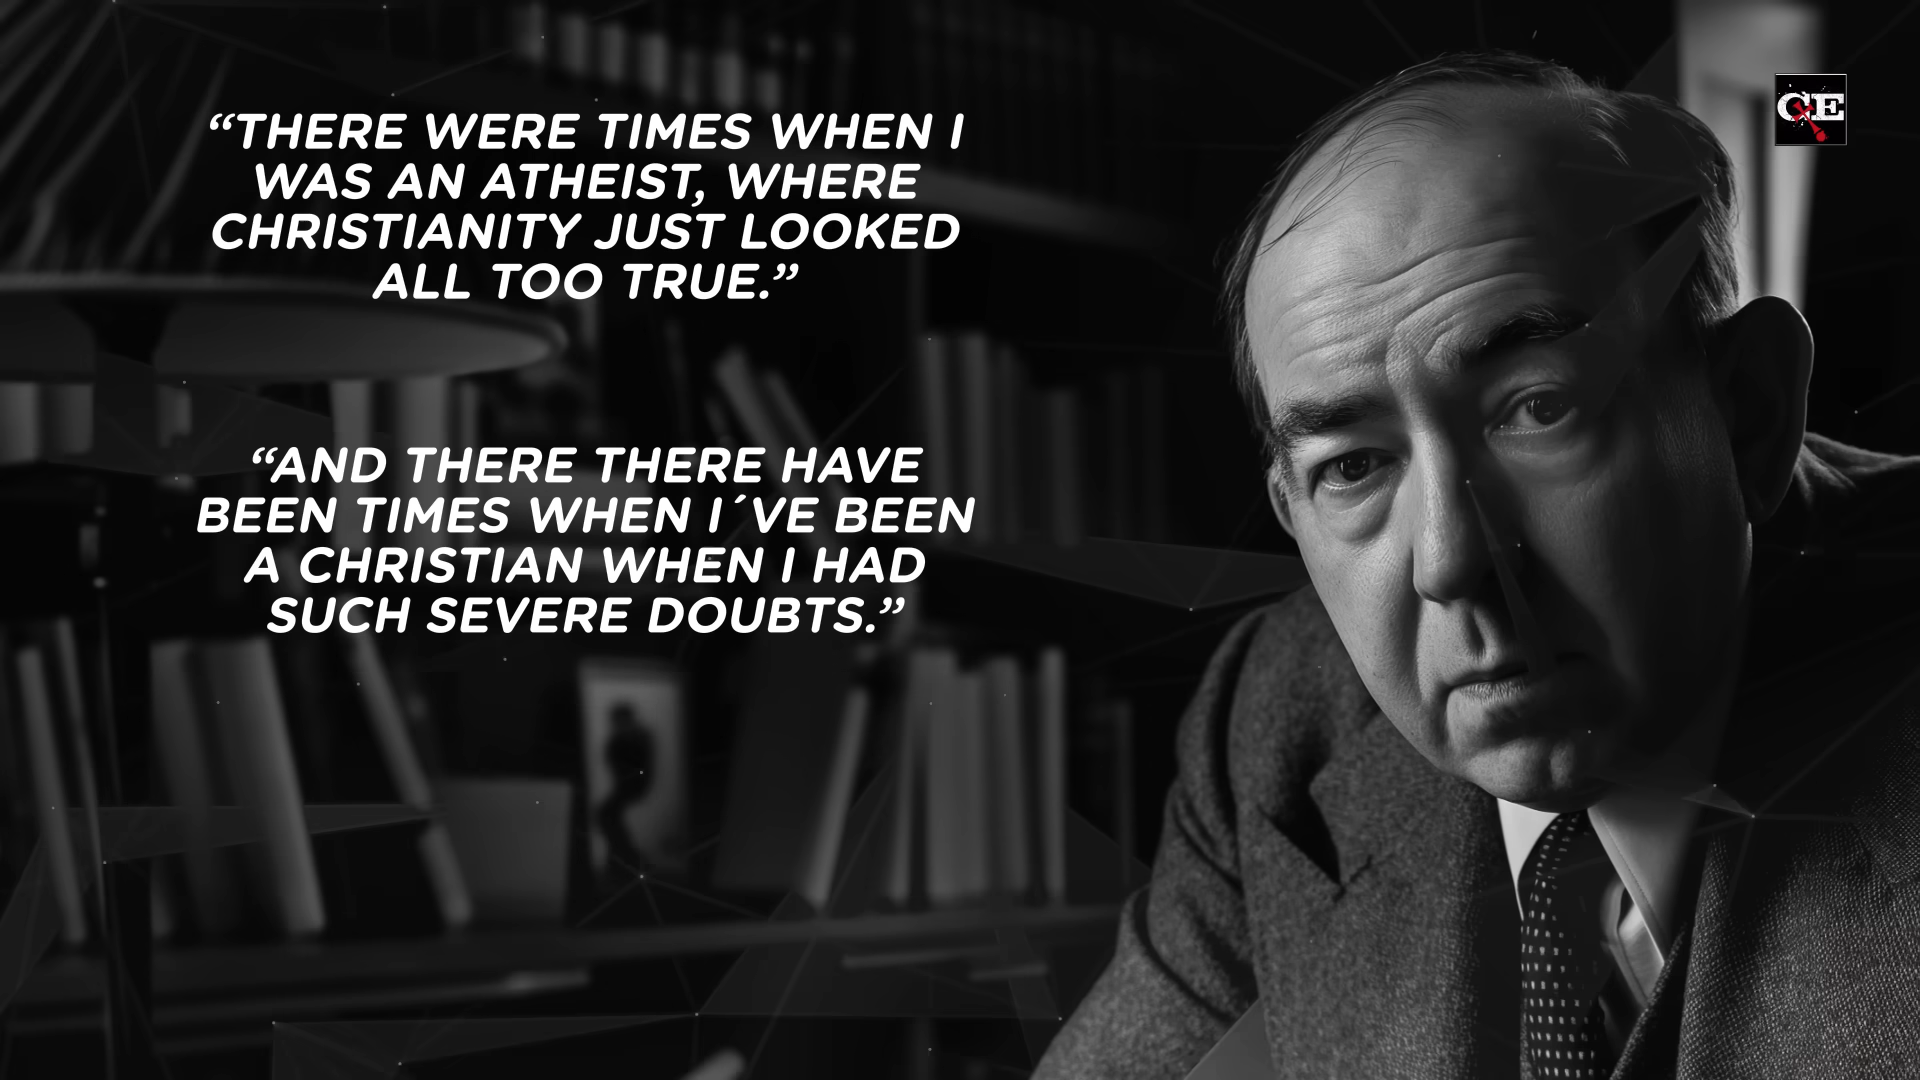 “THERE WERE TIMES WHEN I
WAS AN ATHEIST, WHERE
CHRISTIANITY JUST LOOKED
ALL TOO TRUE.”
“AND THERE THERE HAVE
BEEN TIMES WHEN I´VE BEEN
A CHRISTIAN WHEN I HAD
SUCH SEVERE DOUBTS.”
CE